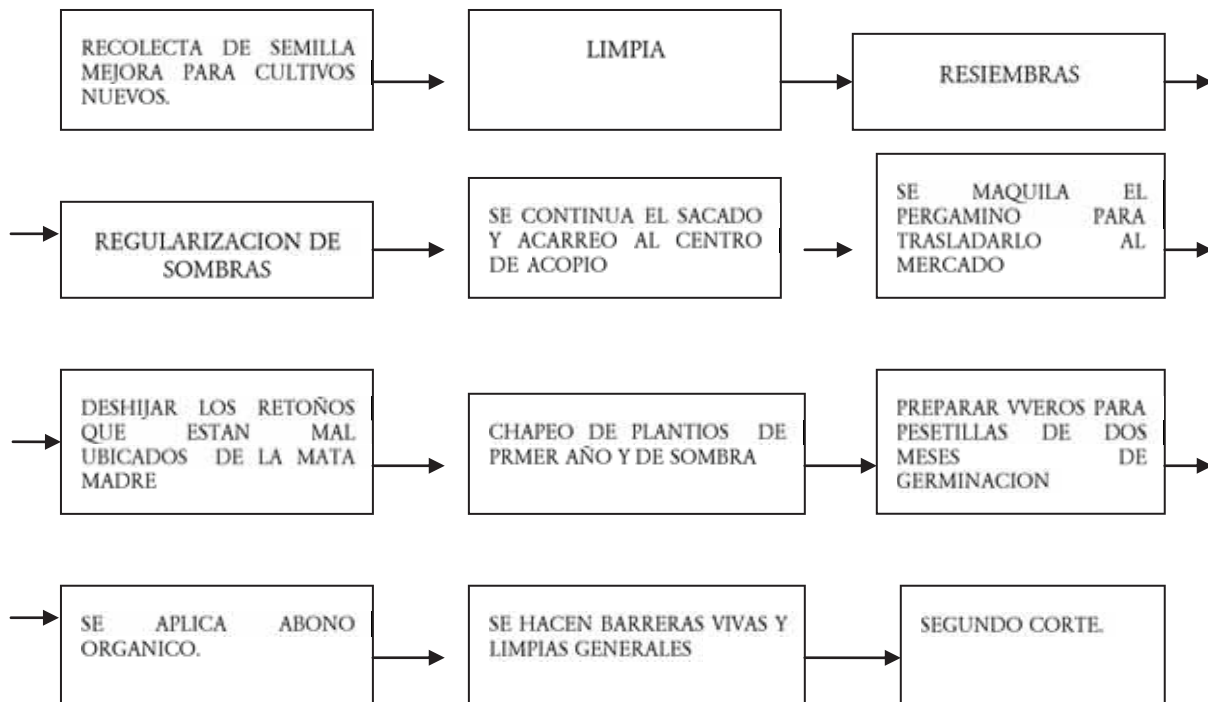 RECOLECTA DE SEMILLA
MEJORA PARA CULTIVOS
NUEVOS.
LIMPIA
RESIEMBRAS
REGULARIZACION DE
SOMBRAS
SE CONTINUA EL SACADO
Y ACARREO AL CENTRO
DE ACOPIO
SE MAQUILA EL
PERGAMINO PARA
TRASLADARLO AL
MERCADO
DESHIJAR LOS RETOÑOS
QUE ESTAN MAL
UBICADOS DE LA MATA
MADRE
CHAPEO DE PLANTIOS DE
PRMER AÑO Y DE SOMBRA
PREPARAR VVEROS PARA
PESETILLAS DE DOS
MESES DE
GERMINACION
SE APLICA ABONO
ORGANICO.
SE HACEN BARRERAS VIVAS Y
LIMPIAS GENERALES
SEGUNDO CORTE.